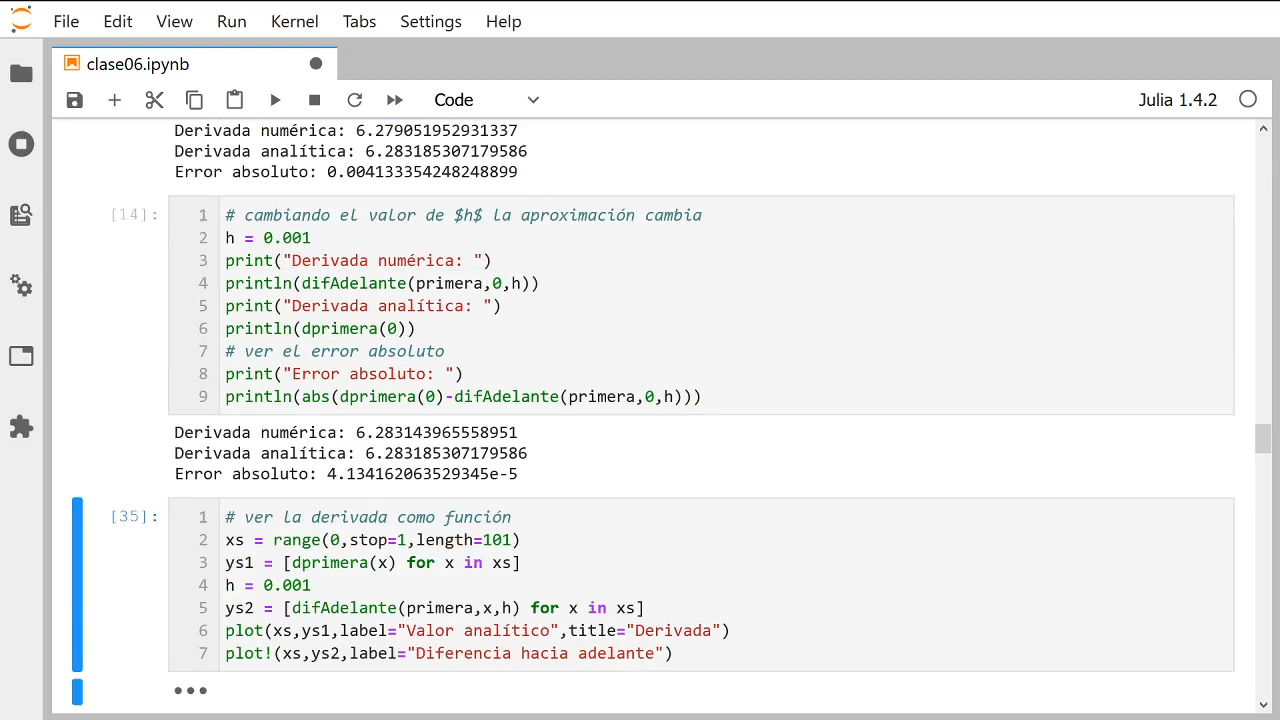 File Edit View Run Kernel Tabs Settings Help
clase06.ipynb
Code
Julia 1.4.2
Derivada numérica: 6.279051952931337
Derivada analítica: 6.283185307179586
Error absoluto: 0.004133354248248899
[14]:
1 # cambiando el valor de $h$ la aproximación cambia
2 h = 0.001
3 print("Derivada numérica: ")
4 println(difAdelante(primera,0,h))
5 print("Derivada analítica: ")
6 println(dprimera(0))
7 # ver el error absoluto
8 print("Error absoluto: ")
9 println(abs(dprimera(0)-difAdelante(primera,0,h)))
Derivada numérica: 6.283143965558951
Derivada analítica: 6.283185307179586
Error absoluto: 4.134162063529345e-5
[35]:
1 # ver la derivada como función
2 xs = range(0,stop=1,length=101)
3 ys1 = [dprimera(x) for x in xs]
4 h = 0.001
5 ys2 = [difAdelante(primera,x,h) for x in xs]
6 plot(xs,ys1,label="Valor analítico",title="Derivada")
7 plot!(xs,ys2,label="Diferencia hacia adelante")